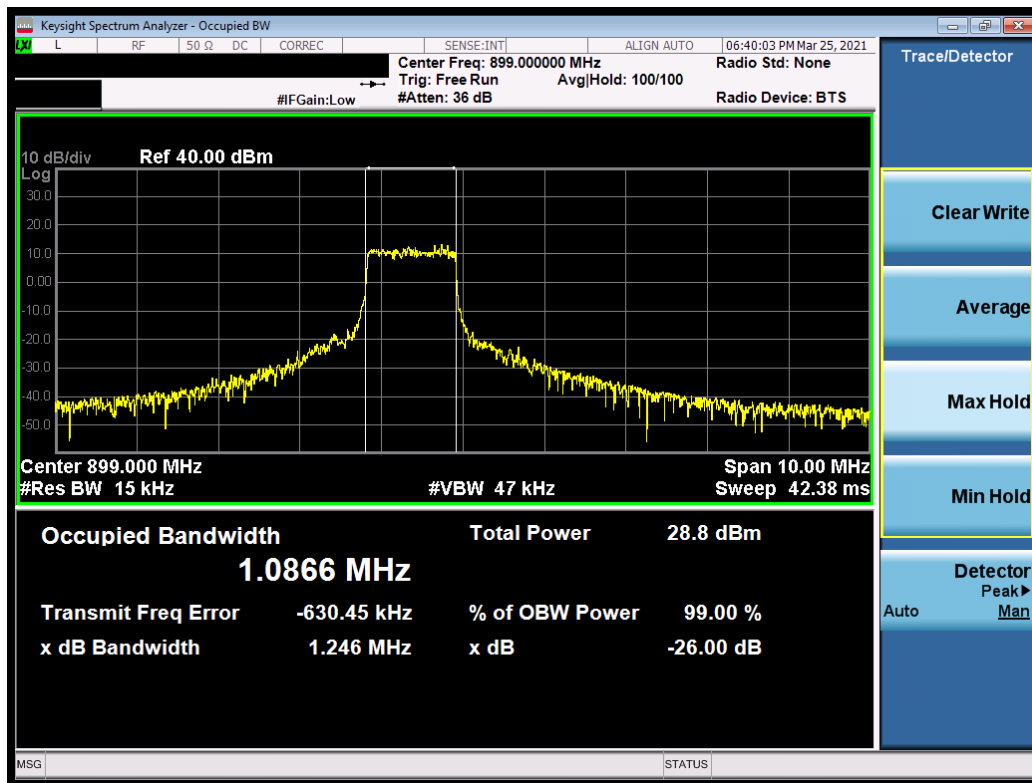 Keysight Spectrum Analyzer - Occupied BW
LXI L RF 50 Ω DC CORREC SENSE:INT ALIGN AUTO 06:40:03 PM Mar 25, 2021
Center Freq: 899.000000 MHz Radio Std: None
Trig: Free Run Avg|Hold: 100/100
#IFGain:Low #Atten: 36 dB Radio Device: BTS
10 dB/div Ref 40.00 dBm
Log
30.0
20.0
10.0
0.00
-10.0
-20.0
-30.0
-40.0
-50.0
Center 899.000 MHz Span 10.00 MHz
#Res BW 15 kHz #VBW 47 kHz Sweep 42.38 ms
Occupied Bandwidth Total Power 28.8 dBm
1.0866 MHz
Transmit Freq Error -630.45 kHz % of OBW Power 99.00 %
x dB Bandwidth 1.246 MHz x dB -26.00 dB
MSG STATUS
Trace/Detector
Clear Write
Average
Max Hold
Min Hold
Detector
Peak▶
Auto Man